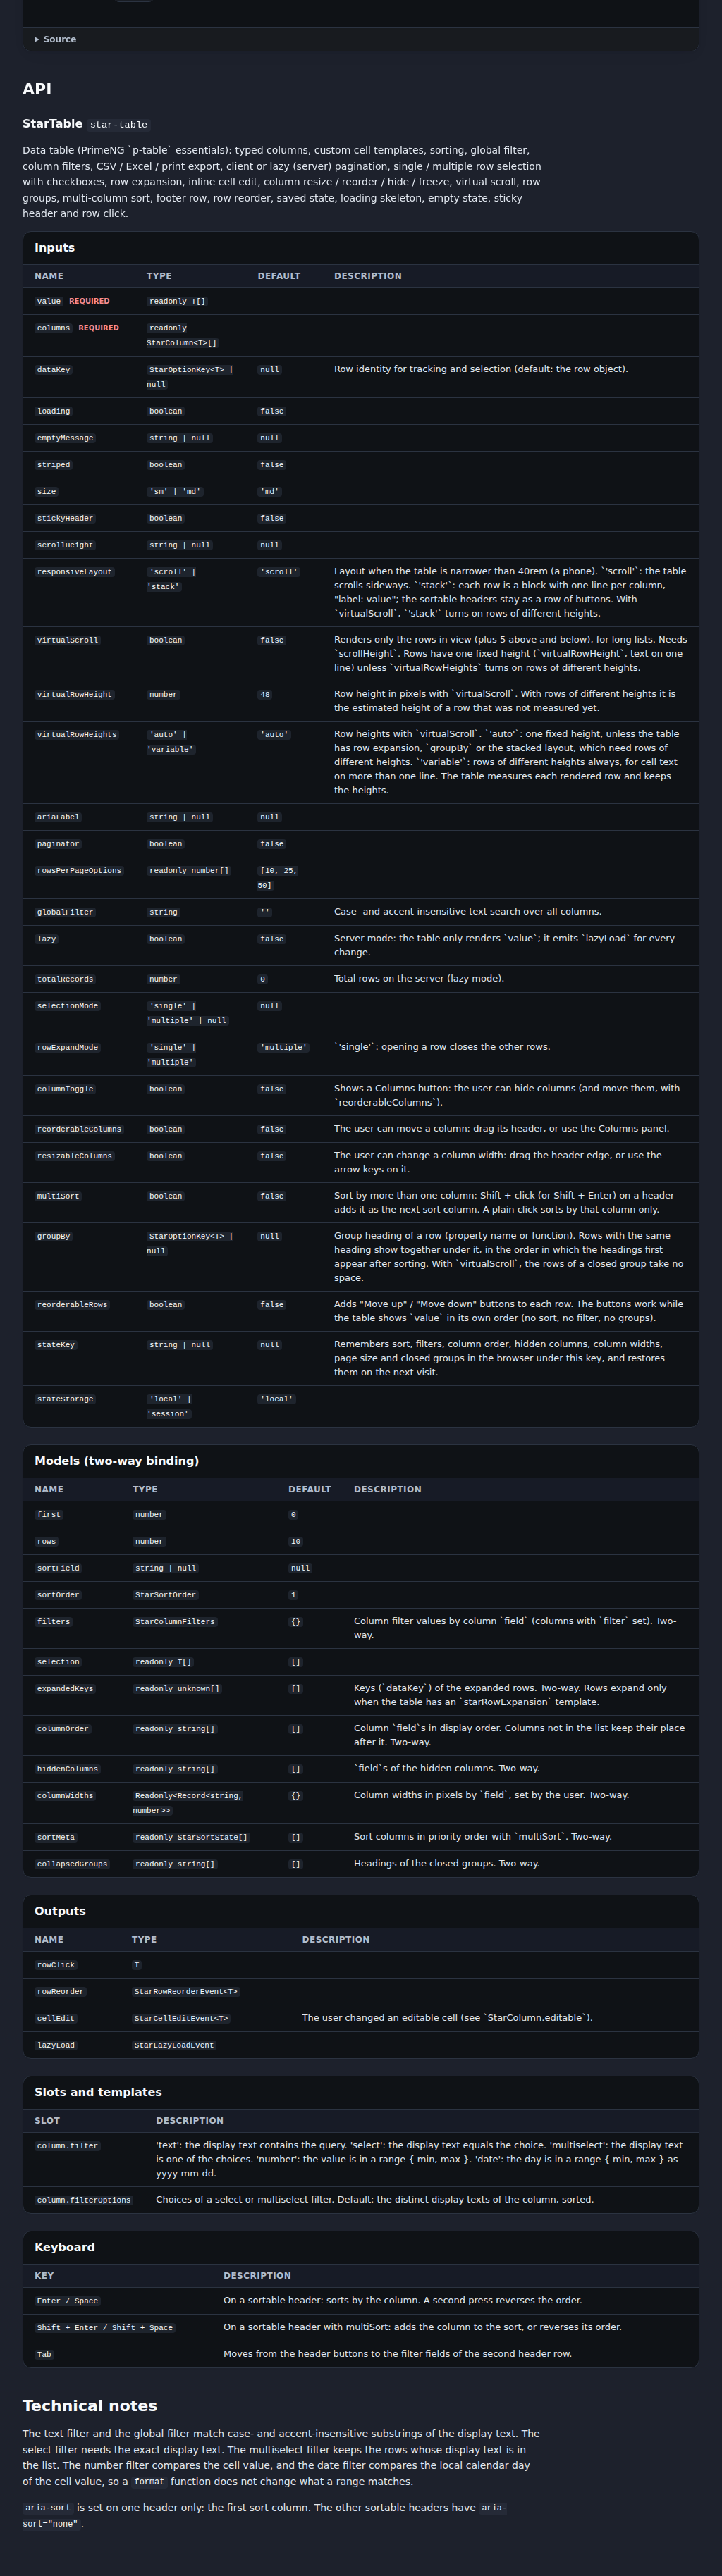 ▶ Source
API
StarTable star-table
Data table (PrimeNG `p-table` essentials): typed columns, custom cell templates, sorting, global filter,
column filters, CSV / Excel / print export, client or lazy (server) pagination, single / multiple row selection
with checkboxes, row expansion, inline cell edit, column resize / reorder / hide / freeze, virtual scroll, row
groups, multi-column sort, footer row, row reorder, saved state, loading skeleton, empty state, sticky
header and row click.
Inputs
NAME TYPE DEFAULT DESCRIPTION
value REQUIRED readonly T[]
columns REQUIRED readonly
StarColumn<T>[]
dataKey StarOptionKey<T> | null Row identity for tracking and selection (default: the row object).
null
loading boolean false
emptyMessage string | null null
striped boolean false
size 'sm' | 'md' 'md'
stickyHeader boolean false
scrollHeight string | null null
responsiveLayout 'scroll' | 'scroll' Layout when the table is narrower than 40rem (a phone). `'scroll'`: the table
'stack' scrolls sideways. `'stack'`: each row is a block with one line per column,
"label: value"; the sortable headers stay as a row of buttons. With
`virtualScroll`, `'stack'` turns on rows of different heights.
virtualScroll boolean false Renders only the rows in view (plus 5 above and below), for long lists. Needs
`scrollHeight`. Rows have one fixed height (`virtualRowHeight`, text on one
line) unless `virtualRowHeights` turns on rows of different heights.
virtualRowHeight number 48 Row height in pixels with `virtualScroll`. With rows of different heights it is
the estimated height of a row that was not measured yet.
virtualRowHeights 'auto' | 'auto' Row heights with `virtualScroll`. `'auto'`: one fixed height, unless the table
'variable' has row expansion, `groupBy` or the stacked layout, which need rows of
different heights. `'variable'`: rows of different heights always, for cell text
on more than one line. The table measures each rendered row and keeps
the heights.
ariaLabel string | null null
paginator boolean false
rowsPerPageOptions readonly number[] [10, 25,
50]
globalFilter string '' Case- and accent-insensitive text search over all columns.
lazy boolean false Server mode: the table only renders `value`; it emits `lazyLoad` for every
change.
totalRecords number 0 Total rows on the server (lazy mode).
selectionMode 'single' | null
'multiple' | null
rowExpandMode 'single' | 'multiple' `'single'`: opening a row closes the other rows.
'multiple'
columnToggle boolean false Shows a Columns button: the user can hide columns (and move them, with
`reorderableColumns`).
reorderableColumns boolean false The user can move a column: drag its header, or use the Columns panel.
resizableColumns boolean false The user can change a column width: drag the header edge, or use the
arrow keys on it.
multiSort boolean false Sort by more than one column: Shift + click (or Shift + Enter) on a header
adds it as the next sort column. A plain click sorts by that column only.
groupBy StarOptionKey<T> | null Group heading of a row (property name or function). Rows with the same
null heading show together under it, in the order in which the headings first
appear after sorting. With `virtualScroll`, the rows of a closed group take no
space.
reorderableRows boolean false Adds "Move up" / "Move down" buttons to each row. The buttons work while
the table shows `value` in its own order (no sort, no filter, no groups).
stateKey string | null null Remembers sort, filters, column order, hidden columns, column widths,
page size and closed groups in the browser under this key, and restores
them on the next visit.
stateStorage 'local' | 'local'
'session'
Models (two-way binding)
NAME TYPE DEFAULT DESCRIPTION
first number 0
rows number 10
sortField string | null null
sortOrder StarSortOrder 1
filters StarColumnFilters {} Column filter values by column `field` (columns with `filter` set). Two-
way.
selection readonly T[] []
expandedKeys readonly unknown[] [] Keys (`dataKey`) of the expanded rows. Two-way. Rows expand only
when the table has an `starRowExpansion` template.
columnOrder readonly string[] [] Column `field`s in display order. Columns not in the list keep their place
after it. Two-way.
hiddenColumns readonly string[] [] `field`s of the hidden columns. Two-way.
columnWidths Readonly<Record<string, {} Column widths in pixels by `field`, set by the user. Two-way.
number>>
sortMeta readonly StarSortState[] [] Sort columns in priority order with `multiSort`. Two-way.
collapsedGroups readonly string[] [] Headings of the closed groups. Two-way.
Outputs
NAME TYPE DESCRIPTION
rowClick T
rowReorder StarRowReorderEvent<T>
cellEdit StarCellEditEvent<T> The user changed an editable cell (see `StarColumn.editable`).
lazyLoad StarLazyLoadEvent
Slots and templates
SLOT DESCRIPTION
column.filter 'text': the display text contains the query. 'select': the display text equals the choice. 'multiselect': the display text
is one of the choices. 'number': the value is in a range { min, max }. 'date': the day is in a range { min, max } as
yyyy-mm-dd.
column.filterOptions Choices of a select or multiselect filter. Default: the distinct display texts of the column, sorted.
Keyboard
KEY DESCRIPTION
Enter / Space On a sortable header: sorts by the column. A second press reverses the order.
Shift + Enter / Shift + Space On a sortable header with multiSort: adds the column to the sort, or reverses its order.
Tab Moves from the header buttons to the filter fields of the second header row.
Technical notes
The text filter and the global filter match case- and accent-insensitive substrings of the display text. The
select filter needs the exact display text. The multiselect filter keeps the rows whose display text is in
the list. The number filter compares the cell value, and the date filter compares the local calendar day
of the cell value, so a format function does not change what a range matches.
aria-sort is set on one header only: the first sort column. The other sortable headers have aria-
sort="none" .